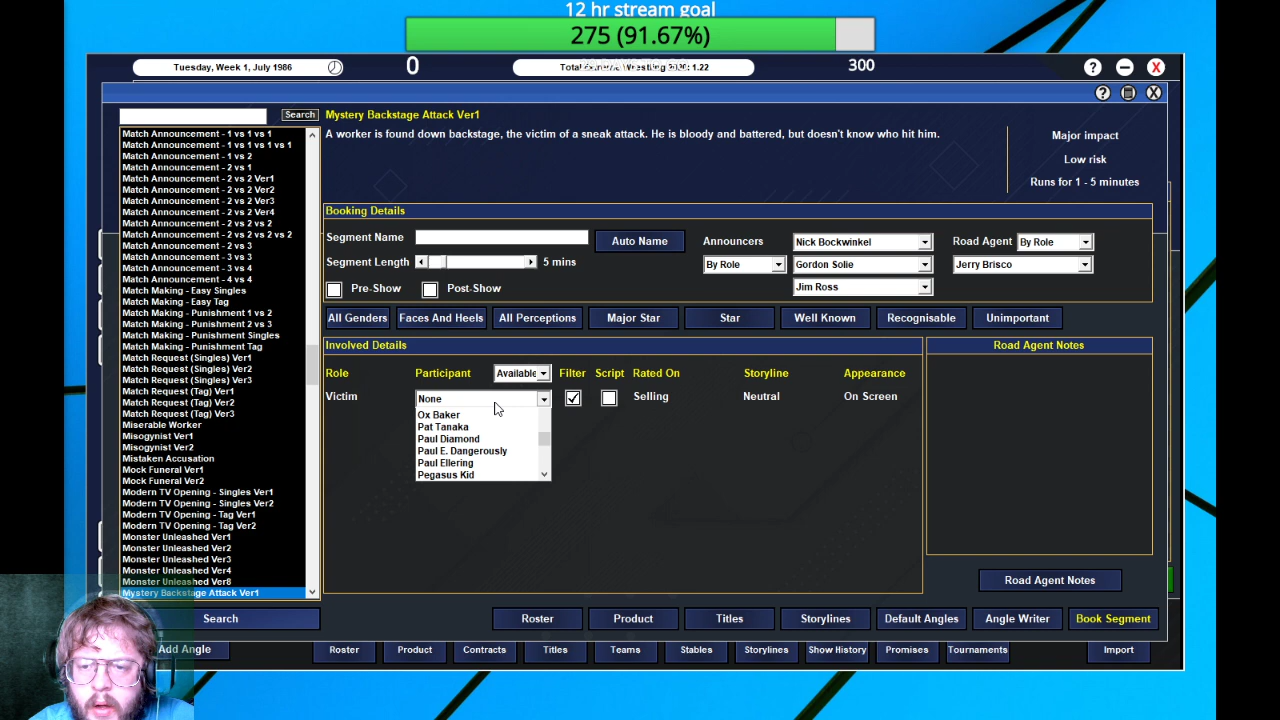 12 hr stream goal
275 (91.67%)
0
300
Tuesday, Week 1, July 1986
Total Extreme Wrestling 2020: 1.22
?
X
?
X
Search
Match Announcement - 1 vs 1 vs 1
Match Announcement - 1 vs 1 vs 1 vs 1
Match Announcement - 1 vs 2
Match Announcement - 2 vs 1
Match Announcement - 2 vs 2 Ver1
Match Announcement - 2 vs 2 Ver2
Match Announcement - 2 vs 2 Ver3
Match Announcement - 2 vs 2 Ver4
Match Announcement - 2 vs 2 vs 2
Match Announcement - 2 vs 2 vs 2 vs 2
Match Announcement - 2 vs 3
Match Announcement - 3 vs 3
Match Announcement - 3 vs 4
Match Announcement - 4 vs 4
Match Making - Easy Singles
Match Making - Easy Tag
Match Making - Punishment 1 vs 2
Match Making - Punishment 2 vs 3
Match Making - Punishment Singles
Match Making - Punishment Tag
Match Request (Singles) Ver1
Match Request (Singles) Ver2
Match Request (Singles) Ver3
Match Request (Tag) Ver1
Match Request (Tag) Ver2
Match Request (Tag) Ver3
Miserable Worker
Misogynist Ver1
Misogynist Ver2
Mistaken Accusation
Mock Funeral Ver1
Mock Funeral Ver2
Modern TV Opening - Singles Ver1
Modern TV Opening - Singles Ver2
Modern TV Opening - Tag Ver1
Modern TV Opening - Tag Ver2
Monster Unleashed Ver1
Monster Unleashed Ver2
Monster Unleashed Ver3
Monster Unleashed Ver4
Monster Unleashed Ver8
Mystery Backstage Attack Ver1
Search
Mystery Backstage Attack Ver1
A worker is found down backstage, the victim of a sneak attack. He is bloody and battered, but doesn't know who hit him.
Major impact
Low risk
Runs for 1 - 5 minutes
Booking Details
Segment Name
Auto Name
Announcers
Nick Bockwinkel
Road Agent
By Role
Segment Length
5 mins
By Role
Gordon Solie
Jerry Brisco
Pre-Show
Post-Show
Jim Ross
All Genders
Faces And Heels
All Perceptions
Major Star
Star
Well Known
Recognisable
Unimportant
Involved Details
Road Agent Notes
Role
Participant
Available
Filter
Script
Rated On
Storyline
Appearance
Victim
None
Selling
Neutral
On Screen
Ox Baker
Pat Tanaka
Paul Diamond
Paul E. Dangerously
Paul Ellering
Pegasus Kid
Road Agent Notes
Roster
Product
Titles
Storylines
Default Angles
Angle Writer
Book Segment
Add Angle
Roster
Product
Contracts
Titles
Teams
Stables
Storylines
Show History
Promises
Tournaments
Import